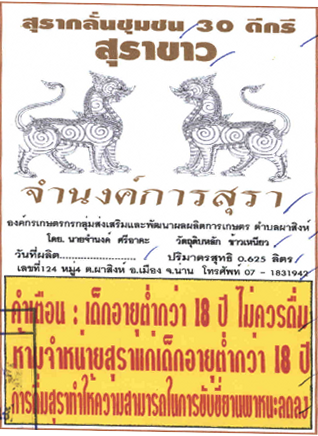 สุรากลั่นชุมชน 30 ดีกรี
สุราขาว
จำนงค์การสุรา
องค์กรเกษตรกรกลุ่มส่งเสริมและพัฒนาผลผลิตการเกษตร ตำบลผาสิงห์
โดย. นายจำนงค์ ศรีอาคะ วัตถุดิบหลัก ข้าวเหนียว
วันที่ผลิต........................ ปริมาตรสุทธิ 0.625 ลิตร
เลขที่124 หมู่4 ต.ผาสิงห์ อ.เมือง จ.น่าน โทรศัพท์ 07 - 1831942
คำเตือน : เด็กอายุต่ำกว่า 18 ปี ไม่ควรดื่ม
ห้ามจำหน่ายสุราแก่เด็กอายุต่ำกว่า 18 ปี
การดื่มสุราทำให้ความสามารถในการขับขี่ยานพาหนะลดลง